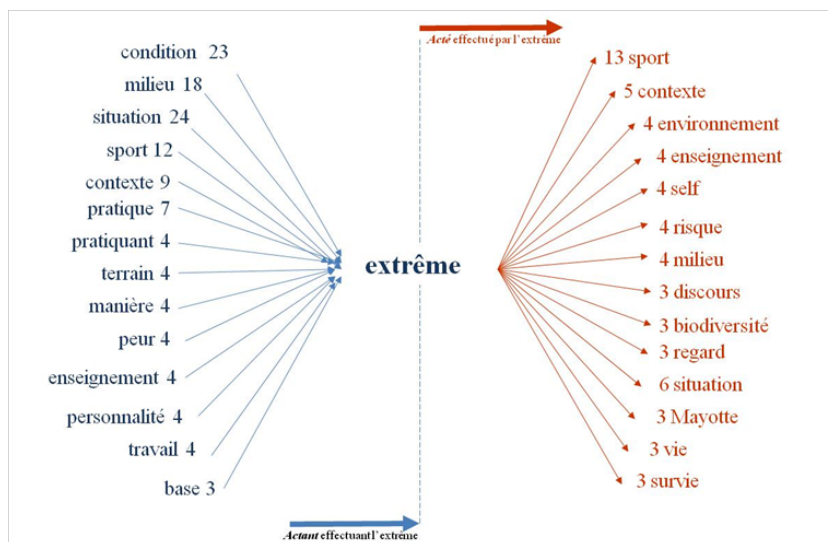 Acté effectué par l'extrême
condition 23
milieu 18
situation 24
sport 12
contexte 9
pratique 7
pratiquant 4
terrain 4
manière 4
peur 4
enseignement 4
personnalité 4
travail 4
base 3
extrême
13 sport
5 contexte
4 environnement
4 enseignement
4 self
4 risque
4 milieu
3 discours
3 biodiversité
3 regard
6 situation
3 Mayotte
3 vie
3 survie
Actant effectuant l'extrême